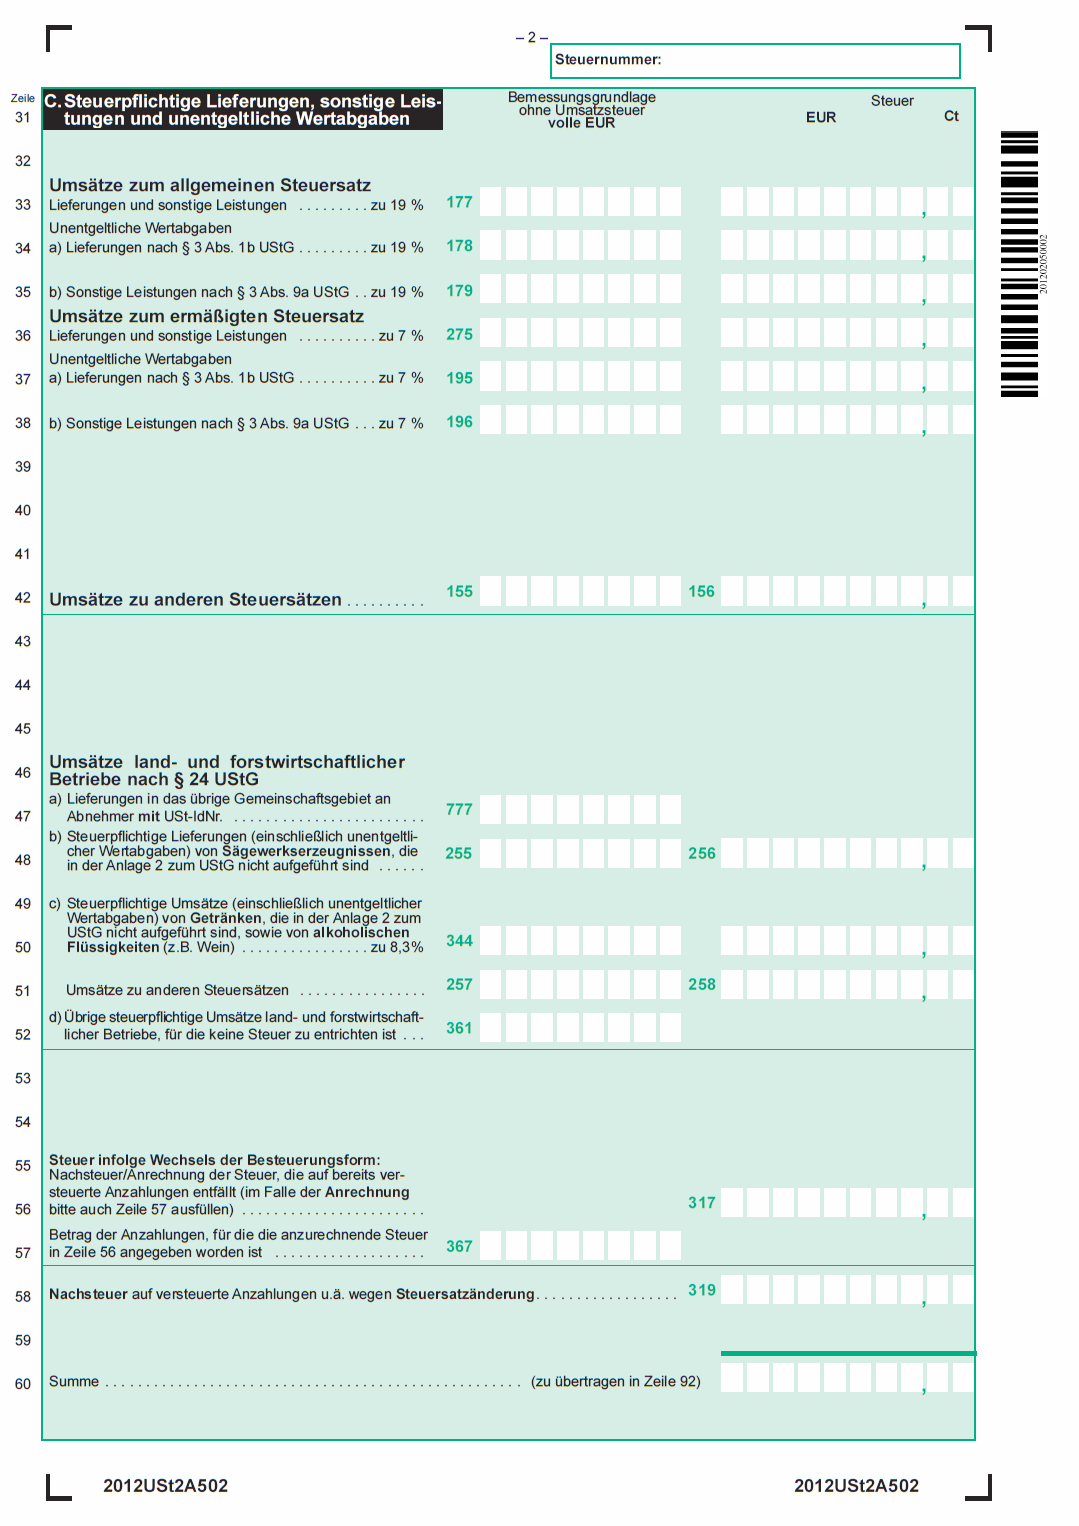 – 2 –
Steuernummer:
Zeile
31 C. Steuerpflichtige Lieferungen, sonstige Leis-
tungen und unentgeltliche Wertabgaben
Bemessungsgrundlage
ohne Umsatzsteuer
volle EUR
Steuer
EUR Ct
32
Umsätze zum allgemeinen Steuersatz
33 Lieferungen und sonstige Leistungen . . . . . . . . . zu 19 % 177 ,
Unentgeltliche Wertabgaben
34 a) Lieferungen nach § 3 Abs. 1b UStG . . . . . . . . . zu 19 % 178 ,
35 b) Sonstige Leistungen nach § 3 Abs. 9a UStG . . zu 19 % 179 ,
Umsätze zum ermäßigten Steuersatz
36 Lieferungen und sonstige Leistungen . . . . . . . . . . zu 7 % 275 ,
Unentgeltliche Wertabgaben
37 a) Lieferungen nach § 3 Abs. 1b UStG . . . . . . . . . . zu 7 % 195 ,
38 b) Sonstige Leistungen nach § 3 Abs. 9a UStG . . . zu 7 % 196 ,
39
40
41
42 Umsätze zu anderen Steuersätzen . . . . . . . . . . 155 156 ,
43
44
45
Umsätze land- und forstwirtschaftlicher
46 Betriebe nach § 24 UStG
a) Lieferungen in das übrige Gemeinschaftsgebiet an
47 Abnehmer mit USt-IdNr. . . . . . . . . . . . . . . . . . . . . . . . . 777
b) Steuerpflichtige Lieferungen (einschließlich unentgeltli-
cher Wertabgaben) von Sägewerkserzeugnissen, die
48 in der Anlage 2 zum UStG nicht aufgeführt sind . . . . . . 255 256 ,
49 c) Steuerpflichtige Umsätze (einschließlich unentgeltlicher
Wertabgaben) von Getränken, die in der Anlage 2 zum
UStG nicht aufgeführt sind, sowie von alkoholischen
50 Flüssigkeiten (z.B. Wein) . . . . . . . . . . . . . . . . zu 8,3% 344 ,
51 Umsätze zu anderen Steuersätzen . . . . . . . . . . . . . . . . 257 258 ,
d) Übrige steuerpflichtige Umsätze land- und forstwirtschaft-
52 licher Betriebe, für die keine Steuer zu entrichten ist . . . 361
53
54
55 Steuer infolge Wechsels der Besteuerungsform:
Nachsteuer/Anrechnung der Steuer, die auf bereits ver-
steuerte Anzahlungen entfällt (im Falle der Anrechnung
56 bitte auch Zeile 57 ausfüllen) . . . . . . . . . . . . . . . . . . . . . . . 317 ,
Betrag der Anzahlungen, für die die anzurechnende Steuer
57 in Zeile 56 angegeben worden ist . . . . . . . . . . . . . . . . . . . 367
58 Nachsteuer auf versteuerte Anzahlungen u.ä. wegen Steuersatzänderung . . . . . . . . . . . . . . . . . . 319 ,
59
60 Summe . . . . . . . . . . . . . . . . . . . . . . . . . . . . . . . . . . . . . . . . . . . . . . . . . . . . (zu übertragen in Zeile 92) ,
201202050002
2012USt2A502 2012USt2A502